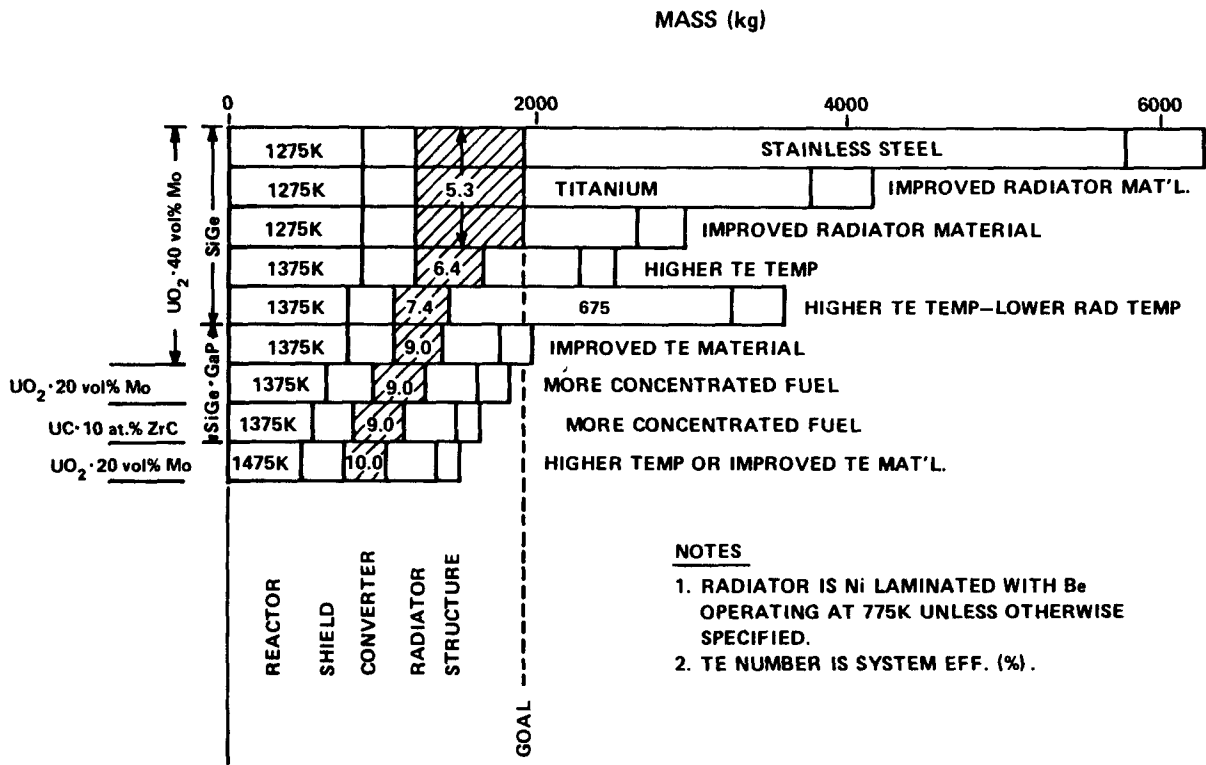 MASS (kg)
0 2000 4000 6000
1275K STAINLESS STEEL
1275K 5.3 TITANIUM IMPROVED RADIATOR MAT'L.
1275K IMPROVED RADIATOR MATERIAL
1375K 6.4 HIGHER TE TEMP
1375K 7.4 675 HIGHER TE TEMP–LOWER RAD TEMP
1375K 9.0 IMPROVED TE MATERIAL
UO₂·20 vol% Mo 1375K 9.0 MORE CONCENTRATED FUEL
UC·10 at.% ZrC 1375K 9.0 MORE CONCENTRATED FUEL
UO₂·20 vol% Mo 1475K 10.0 HIGHER TEMP OR IMPROVED TE MAT'L.
UO₂·40 vol% Mo
SiGe
SiGe·GaP
REACTOR
SHIELD
CONVERTER
RADIATOR
STRUCTURE
GOAL
NOTES
1. RADIATOR IS Ni LAMINATED WITH Be
OPERATING AT 775K UNLESS OTHERWISE
SPECIFIED.
2. TE NUMBER IS SYSTEM EFF. (%).